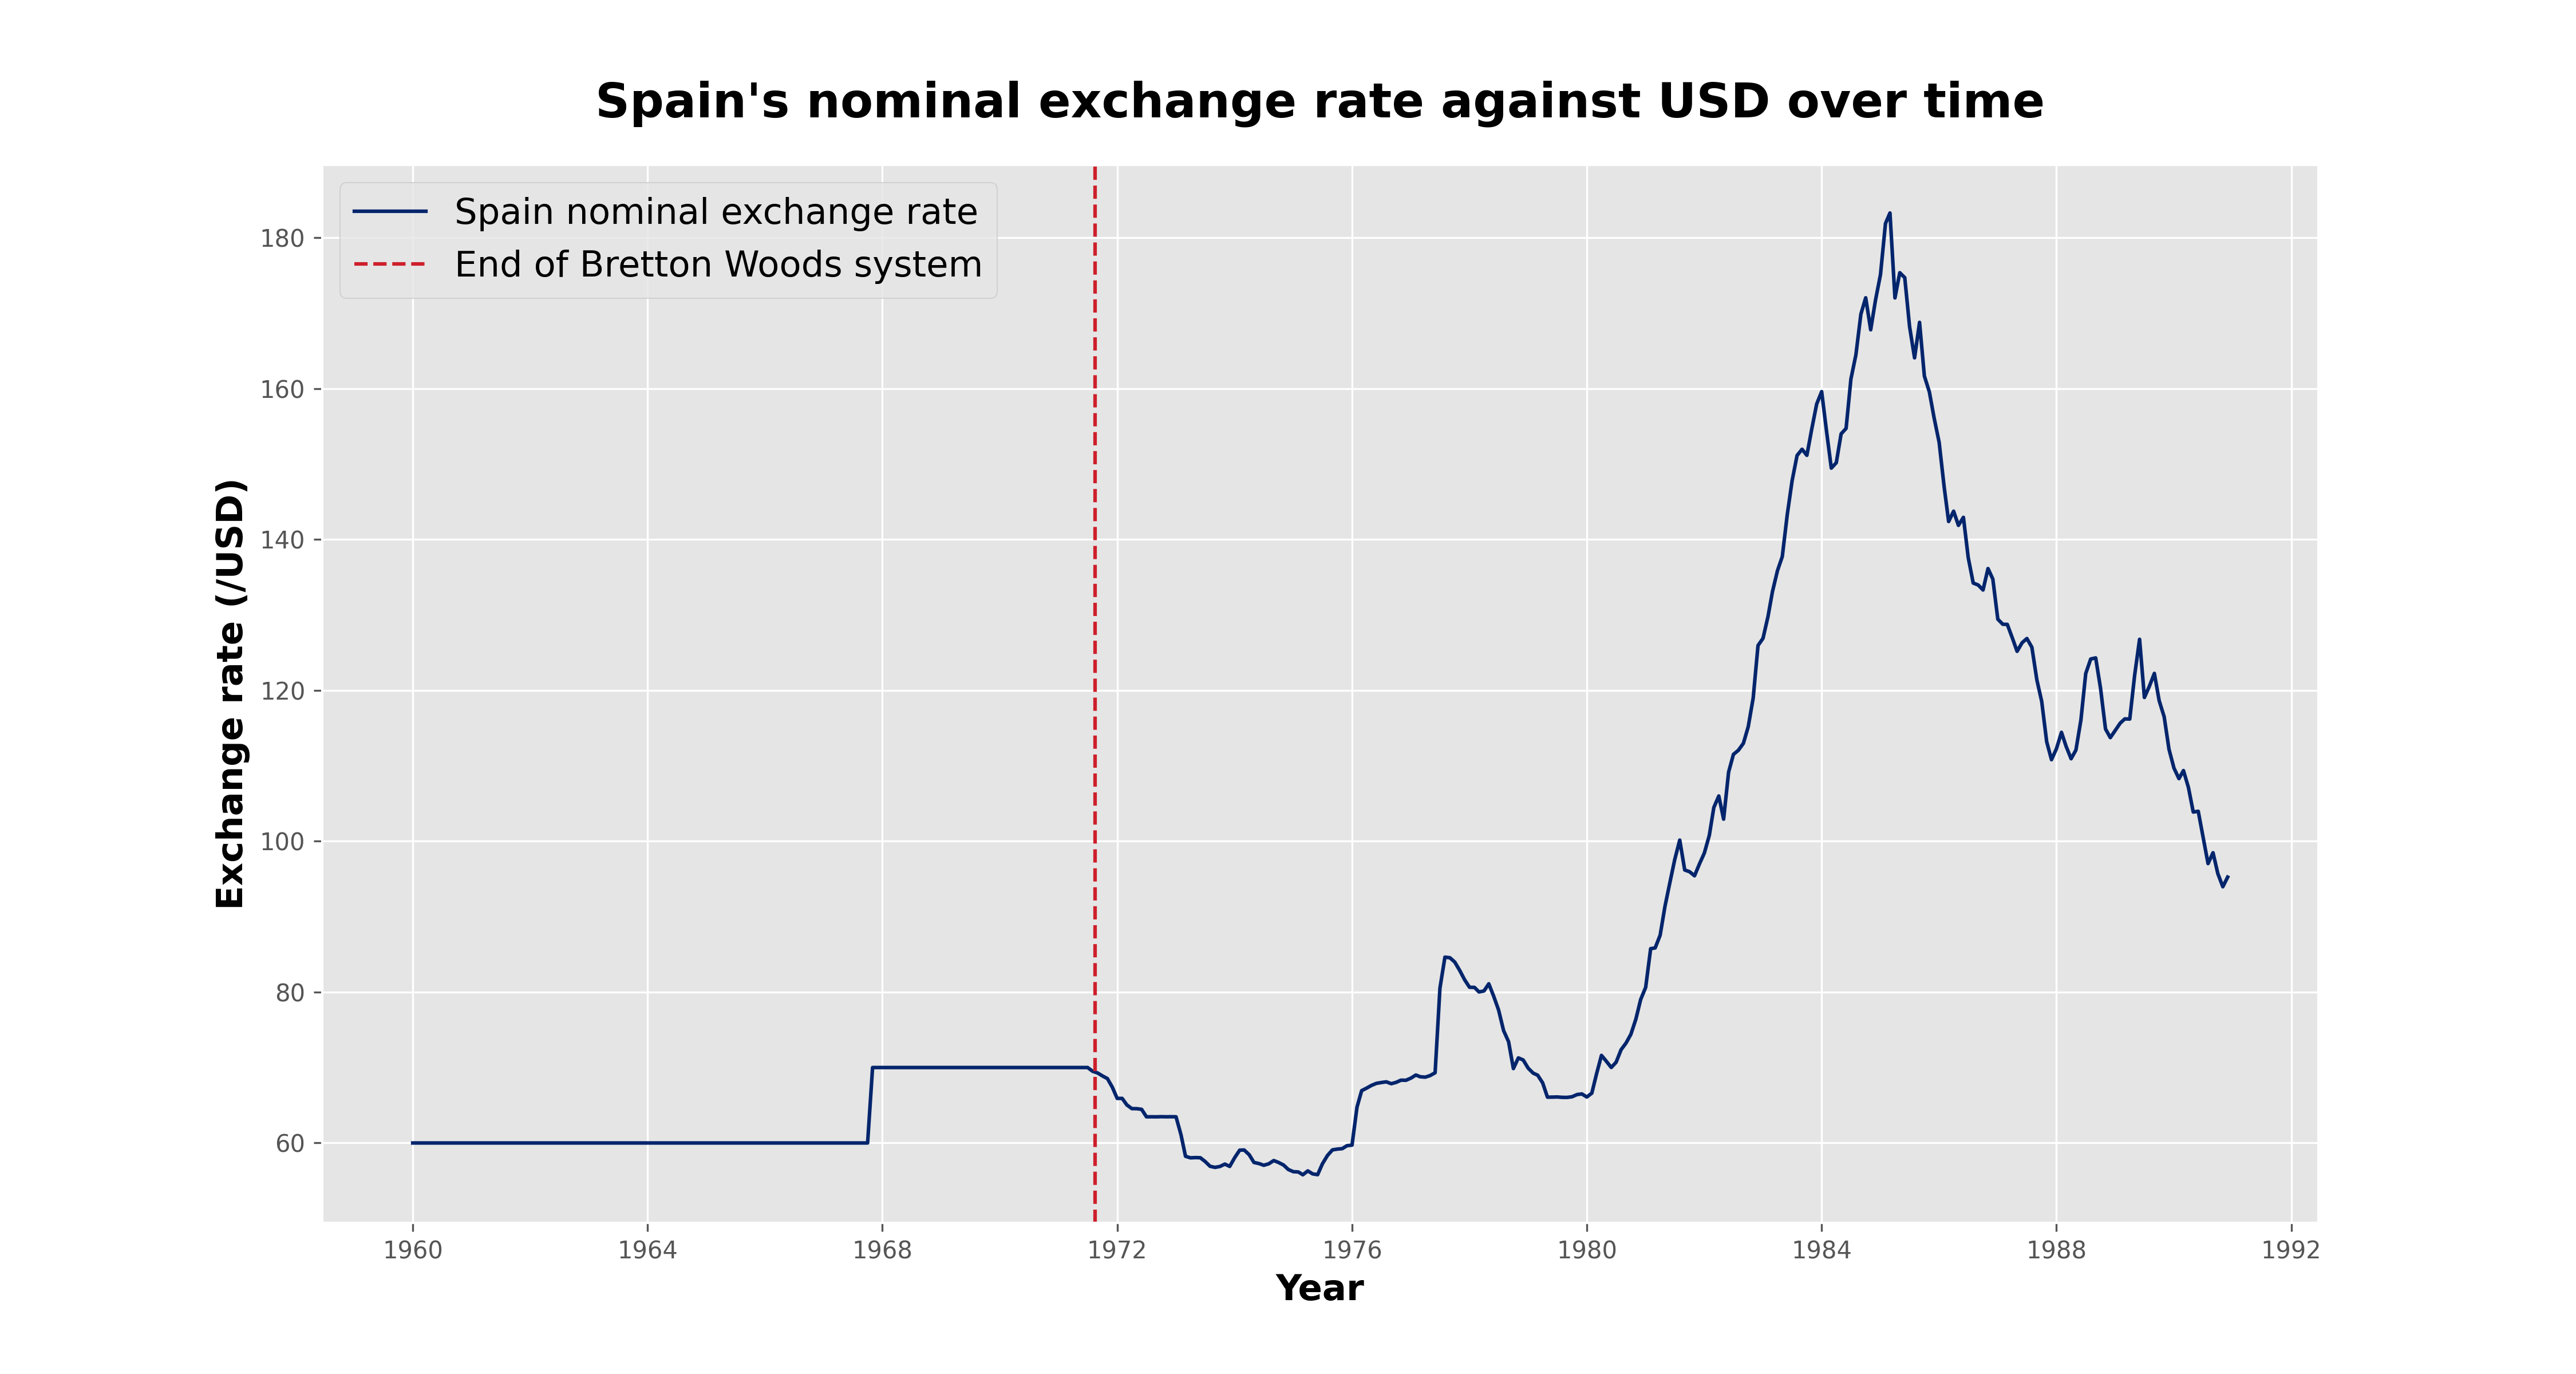 Spain's nominal exchange rate against USD over time
Spain nominal exchange rate
End of Bretton Woods system
Exchange rate (/USD)
180
160
140
120
100
80
60
1960 1964 1968 1972 1976 1980 1984 1988 1992
Year